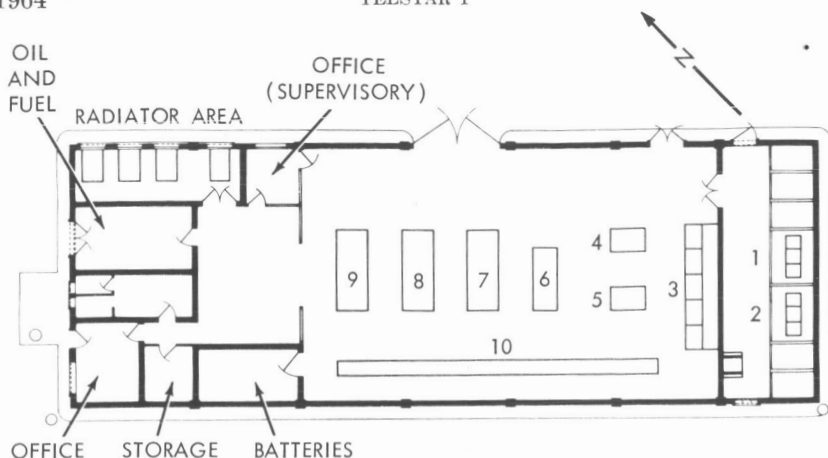 1964
TELSTAR I
OIL
AND
FUEL
RADIATOR AREA
OFFICE
(SUPERVISORY)
N
9
8
7
6
4
5
3
1
2
10
OFFICE
STORAGE
BATTERIES